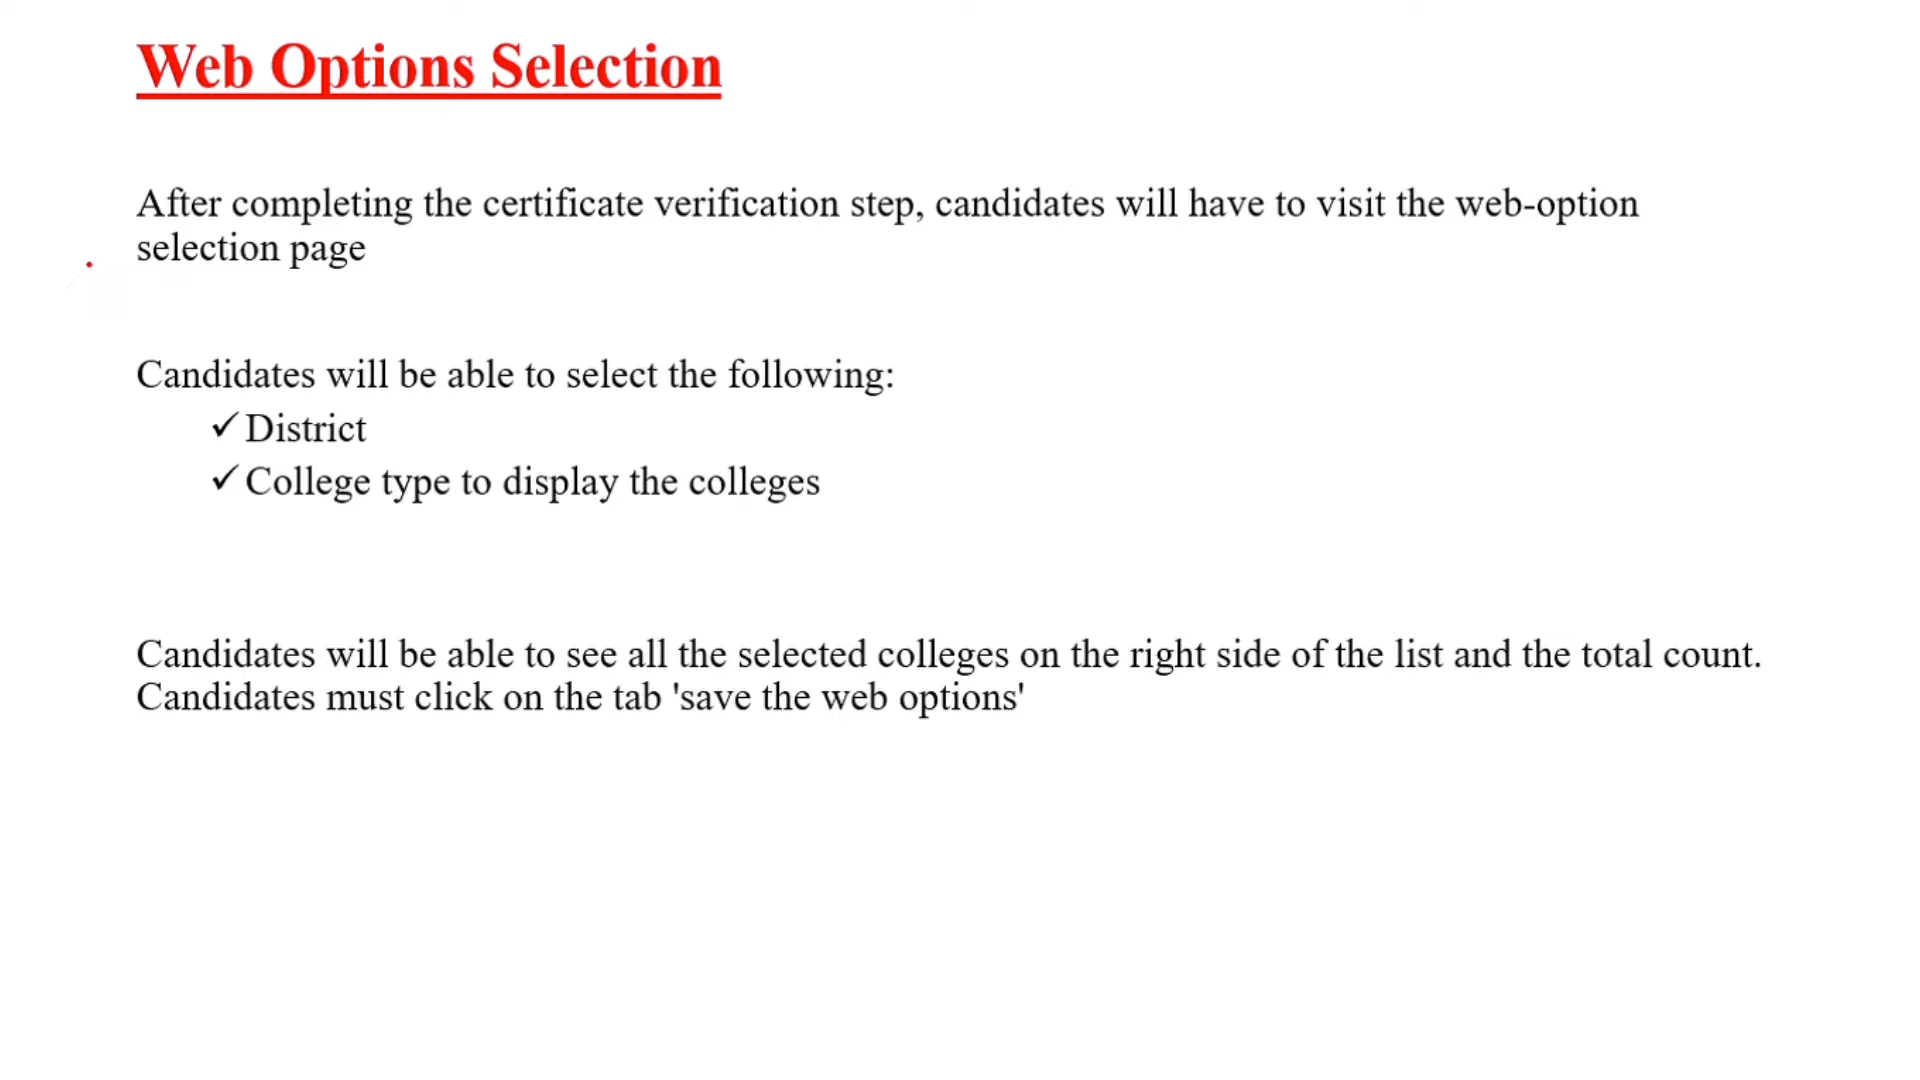 Web Options Selection
After completing the certificate verification step, candidates will have to visit the web-option
selection page
Candidates will be able to select the following:
✓ District
✓ College type to display the colleges
Candidates will be able to see all the selected colleges on the right side of the list and the total count.
Candidates must click on the tab 'save the web options'